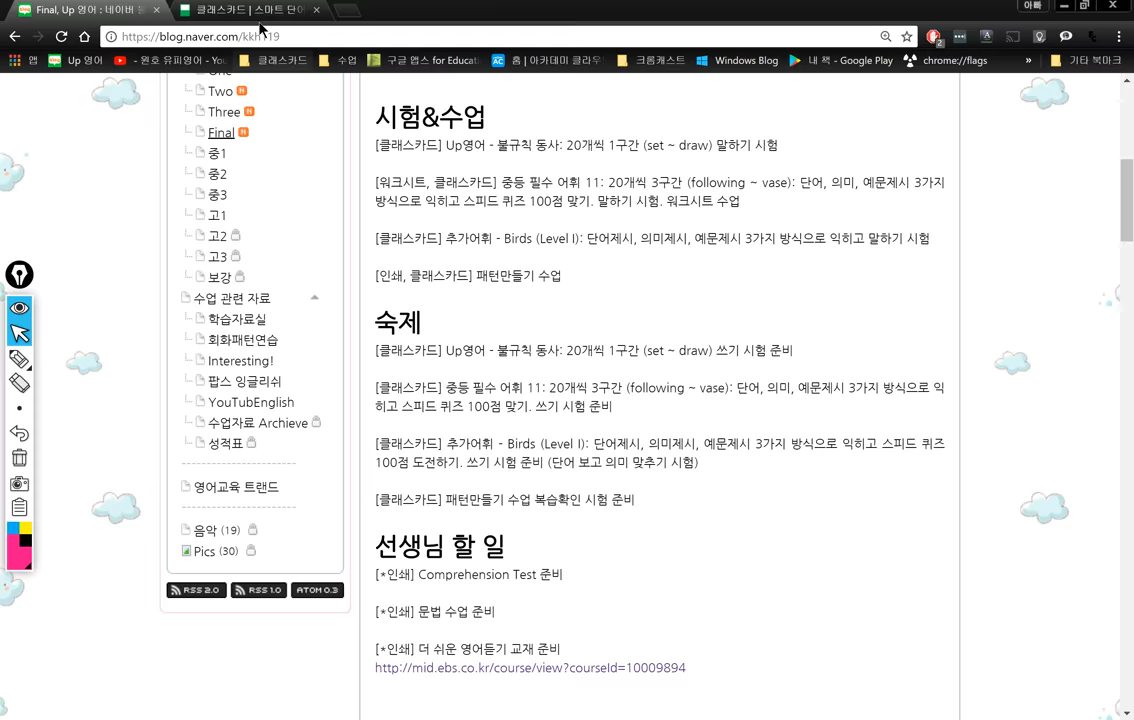 Final, Up 영어 : 네이버 블
클래스카드 | 스마트 단어
아빠
https://blog.naver.com/kkh 19
2
앱
Up 영어
- 원호 유피영어 - You
클래스카드
수업
구글 앱스 for Educati
홈 | 아카데미 클라우
크롬캐스트
Windows Blog
내 책 - Google Play
chrome://flags
»
기타 북마크
One
Two
Three
Final
중1
중2
중3
고1
고2
고3
보강
수업 관련 자료
학습자료실
회화패턴연습
Interesting!
팝스 잉글리쉬
YouTubEnglish
수업자료 Archieve
성적표
영어교육 트랜드
음악 (19)
Pics (30)
RSS 2.0
RSS 1.0
ATOM 0.3
시험&수업
[클래스카드] Up영어 - 불규칙 동사: 20개씩 1구간 (set ~ draw) 말하기 시험
[워크시트, 클래스카드] 중등 필수 어휘 11: 20개씩 3구간 (following ~ vase): 단어, 의미, 예문제시 3가지
방식으로 익히고 스피드 퀴즈 100점 맞기. 말하기 시험. 워크시트 수업
[클래스카드] 추가어휘 - Birds (Level I): 단어제시, 의미제시, 예문제시 3가지 방식으로 익히고 말하기 시험
[인쇄, 클래스카드] 패턴만들기 수업
숙제
[클래스카드] Up영어 - 불규칙 동사: 20개씩 1구간 (set ~ draw) 쓰기 시험 준비
[클래스카드] 중등 필수 어휘 11: 20개씩 3구간 (following ~ vase): 단어, 의미, 예문제시 3가지 방식으로 익
히고 스피드 퀴즈 100점 맞기. 쓰기 시험 준비
[클래스카드] 추가어휘 - Birds (Level I): 단어제시, 의미제시, 예문제시 3가지 방식으로 익히고 스피드 퀴즈
100점 도전하기. 쓰기 시험 준비 (단어 보고 의미 맞추기 시험)
[클래스카드] 패턴만들기 수업 복습확인 시험 준비
선생님 할 일
[*인쇄] Comprehension Test 준비
[*인쇄] 문법 수업 준비
[*인쇄] 더 쉬운 영어듣기 교재 준비
http://mid.ebs.co.kr/course/view?courseId=10009894